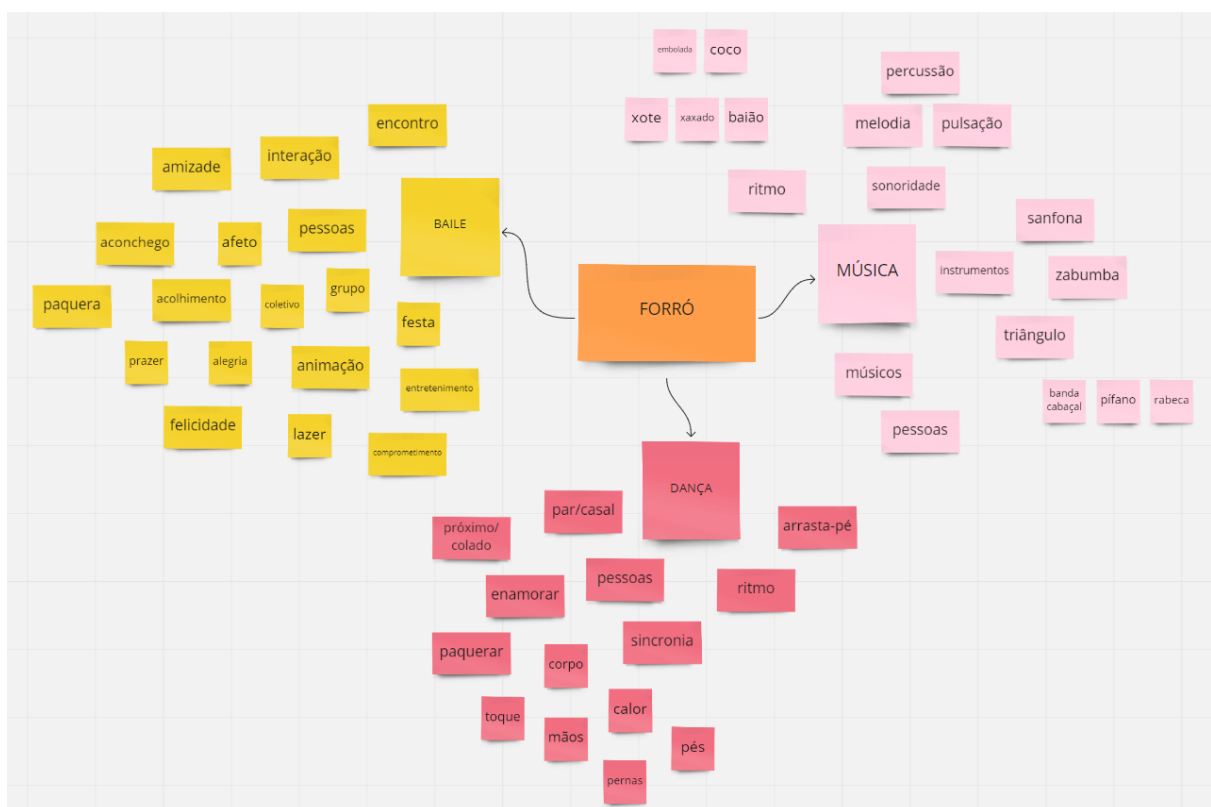 FORRÓ
BAILE
encontro
interação
amizade
pessoas
afeto
aconchego
grupo
coletivo
acolhimento
paquera
festa
animação
alegria
prazer
entretenimento
felicidade
lazer
comprometimento
MÚSICA
embolada
coco
xote
xaxado
baião
ritmo
percussão
melodia
pulsação
sonoridade
sanfona
instrumentos
zabumba
triângulo
banda
cabaçal
pífano
rabeca
músicos
pessoas
DANÇA
par/casal
próximo/
colado
arrasta-pé
pessoas
ritmo
enamorar
sincronia
paquerar
corpo
toque
calor
mãos
pés
pernas